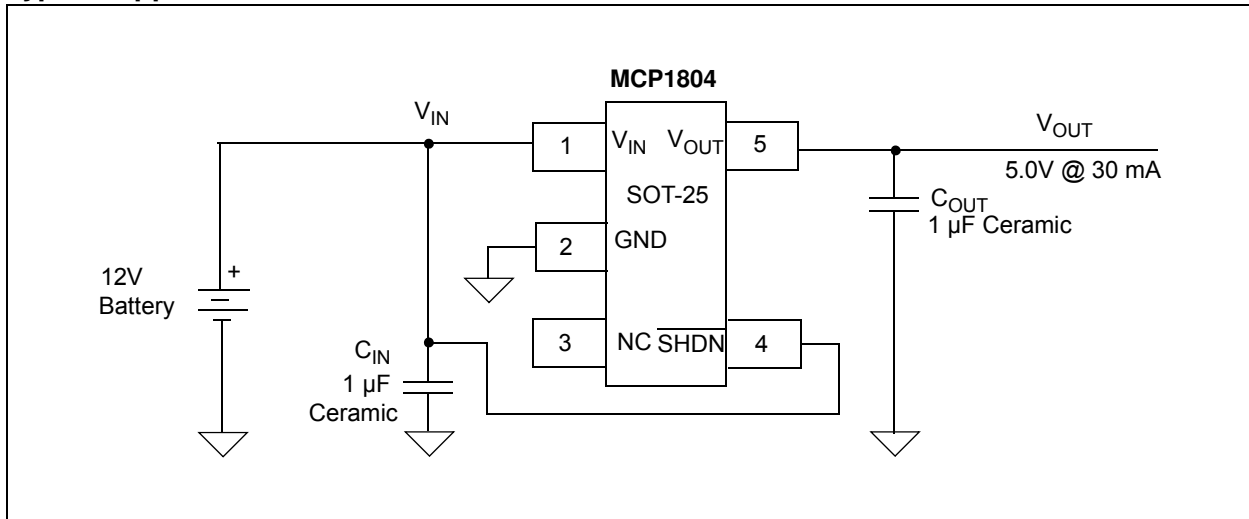 MCP1804
V_IN
1
V_IN V_OUT
5
V_OUT
5.0V @ 30 mA
SOT-25
C_OUT
1 µF Ceramic
2
GND
12V
Battery
+
3
NC SHDN
4
C_IN
1 µF
Ceramic